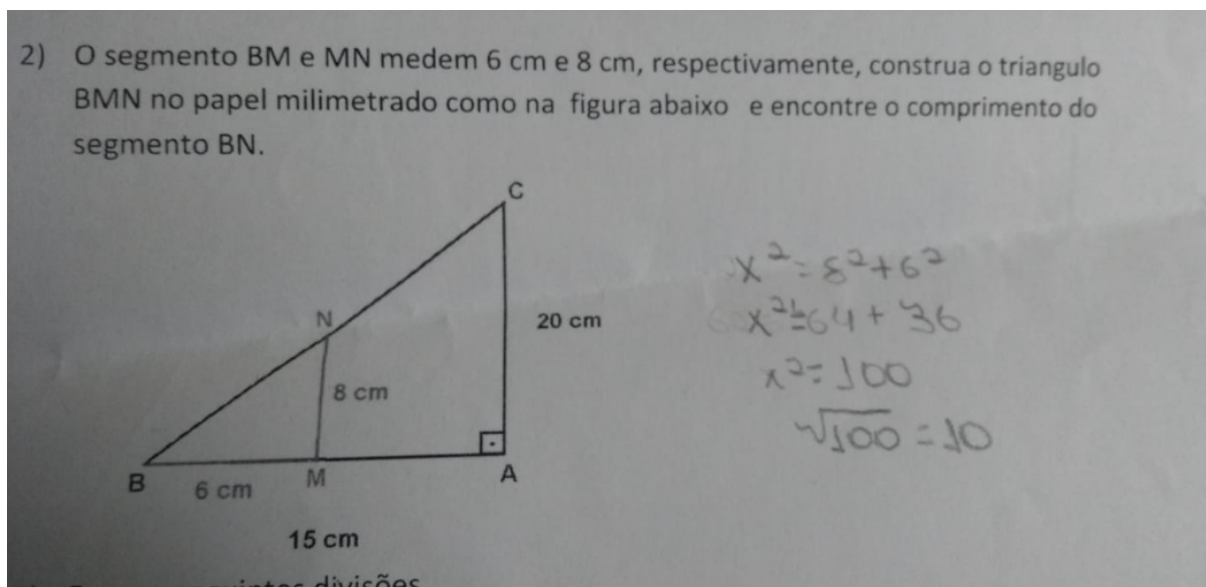 2) O segmento BM e MN medem 6 cm e 8 cm, respectivamente, construa o triangulo
BMN no papel milimetrado como na figura abaixo e encontre o comprimento do
segmento BN.
C
N
20 cm
8 cm
B
6 cm
M
A
15 cm
x² = 8² + 6²
x² = 64 + 36
x² = 100
√100 = 10
divisões